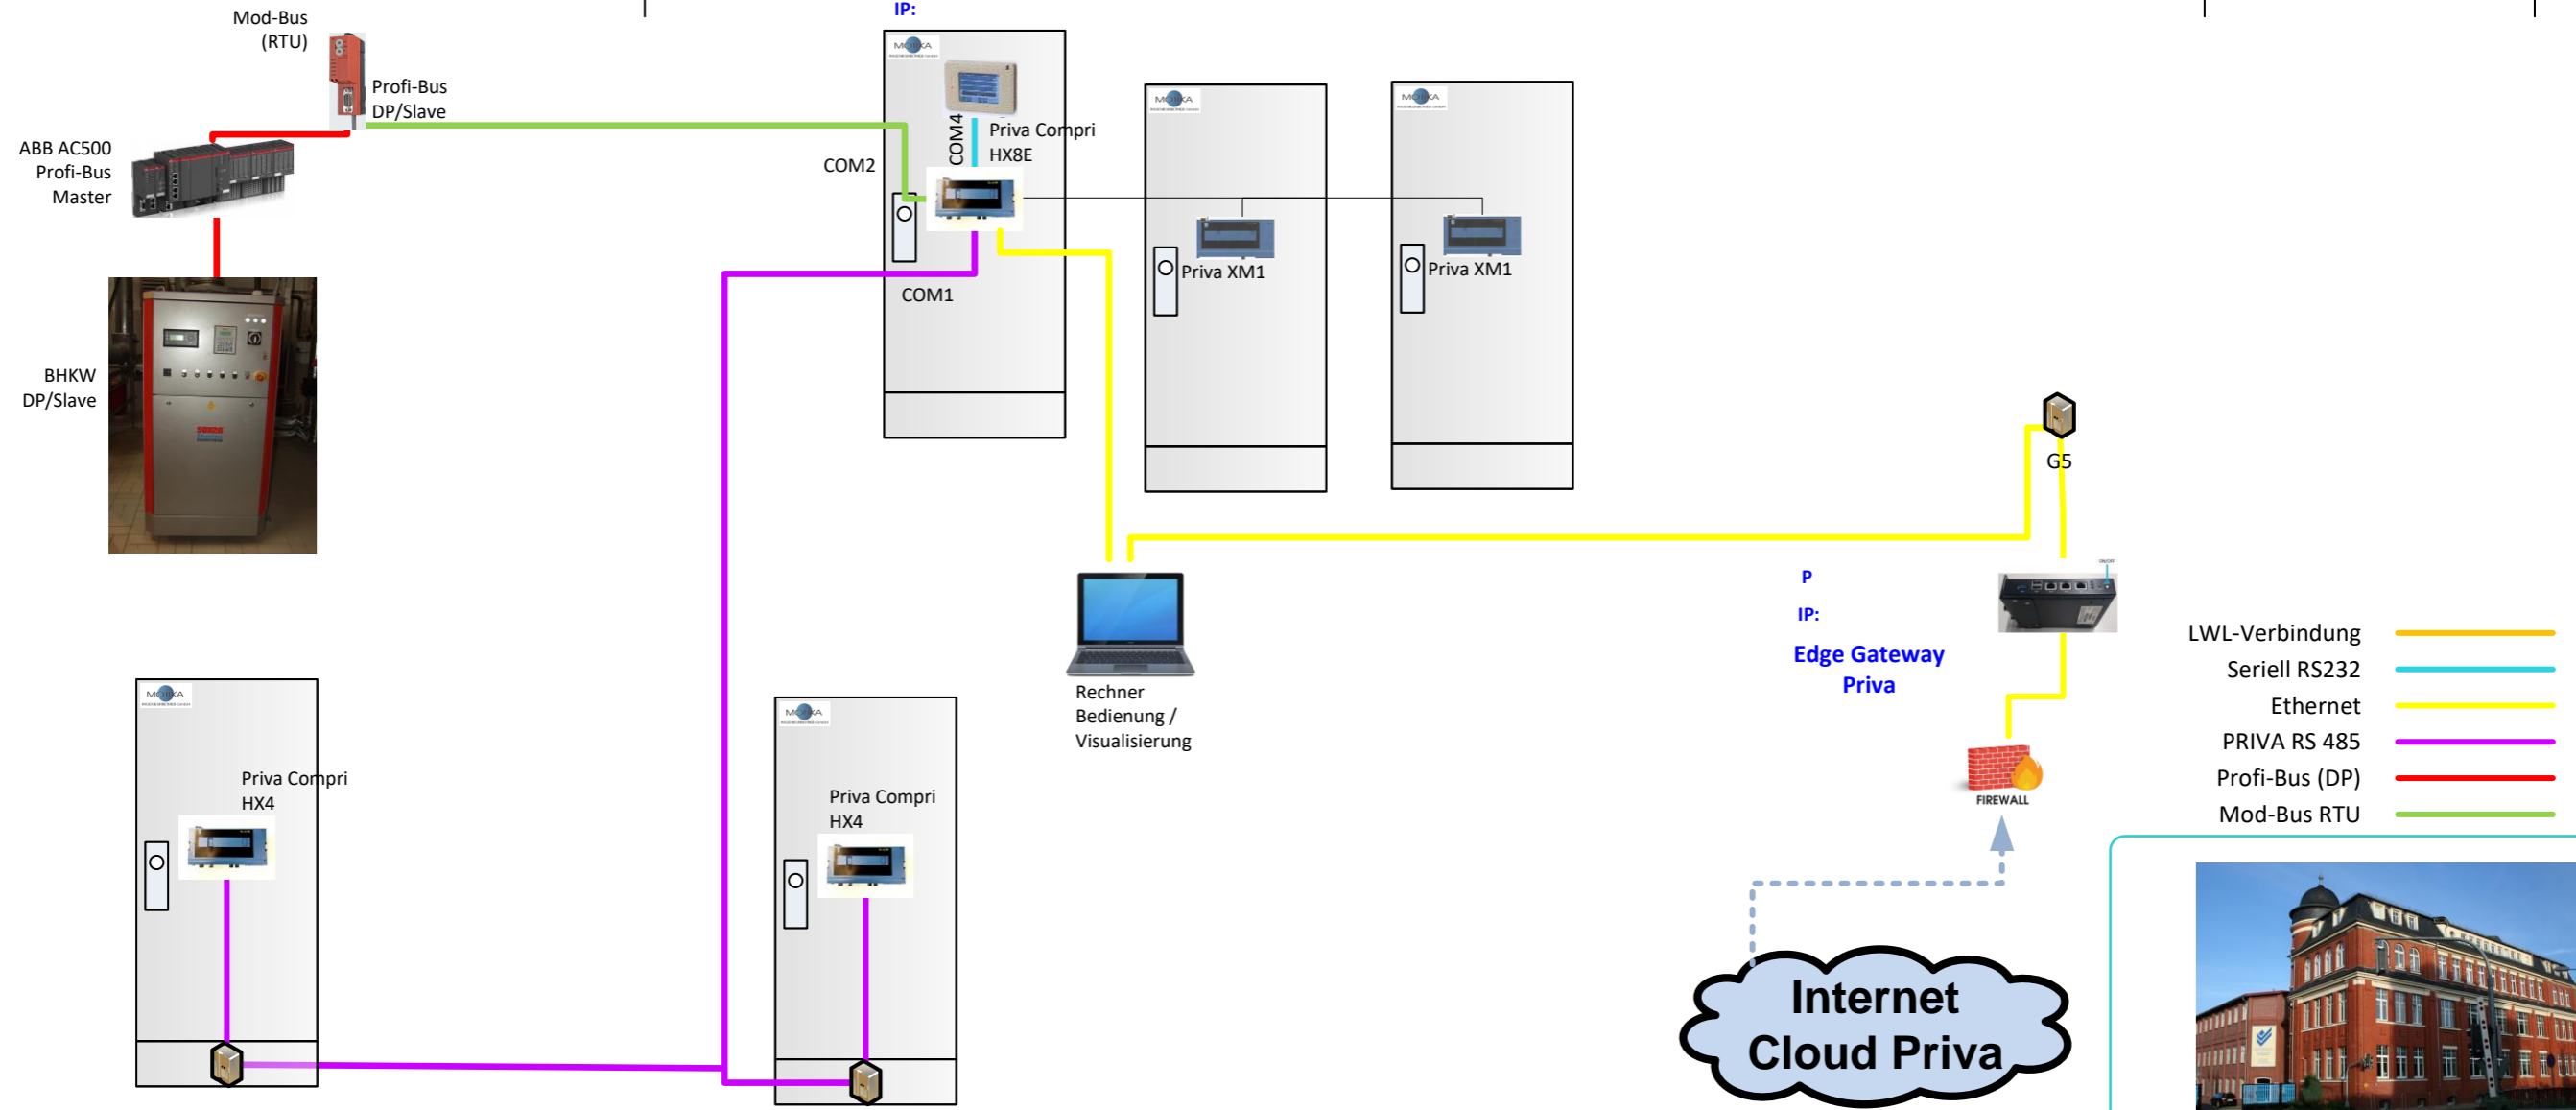 Mod-Bus
(RTU)
Profi-Bus
DP/Slave
ABB AC500
Profi-Bus
Master
BHKW
DP/Slave
IP:
COM4
Priva Compri
HX8E
COM2
COM1
Priva XM1
Priva XM1
G5
P
IP:
Edge Gateway
Priva
Rechner
Bedienung /
Visualisierung
Priva Compri
HX4
Priva Compri
HX4
FIREWALL
Internet
Cloud Priva
LWL-Verbindung
Seriell RS232
Ethernet
PRIVA RS 485
Profi-Bus (DP)
Mod-Bus RTU